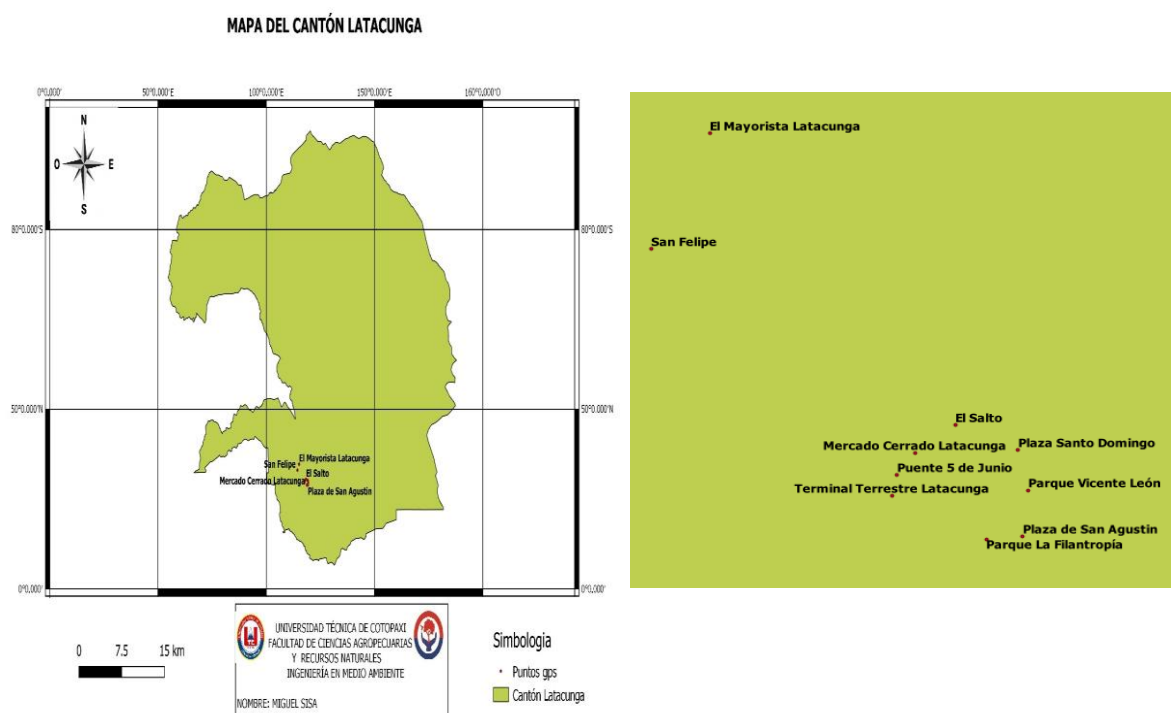 MAPA DEL CANTÓN LATACUNGA
0°0.000' 50°0.000'E 100°0.000'E 150°0.000'E 160°0.000'O
N
O E
S
80°0.000'S 80°0.000'S
50°0.000'N 50°0.000'N
El Mayorista Latacunga
San Felipe
El Salto
Mercado Cerrado Latacunga
Plaza de San Agustin
0°0.000' 0°0.000'
0 7.5 15 km
UNIVERSIDAD TÉCNICA DE COTOPAXI
FACULTAD DE CIENCIAS AGROPECUARIAS
Y RECURSOS NATURALES
INGENIERÍA EN MEDIO AMBIENTE
NOMBRE: MIGUEL SISA
Simbologia
Puntos gps
Cantón Latacunga
El Mayorista Latacunga
San Felipe
El Salto
Mercado Cerrado Latacunga
Plaza Santo Domingo
Puente 5 de Junio
Terminal Terrestre Latacunga
Parque Vicente León
Plaza de San Agustin
Parque La Filantropía